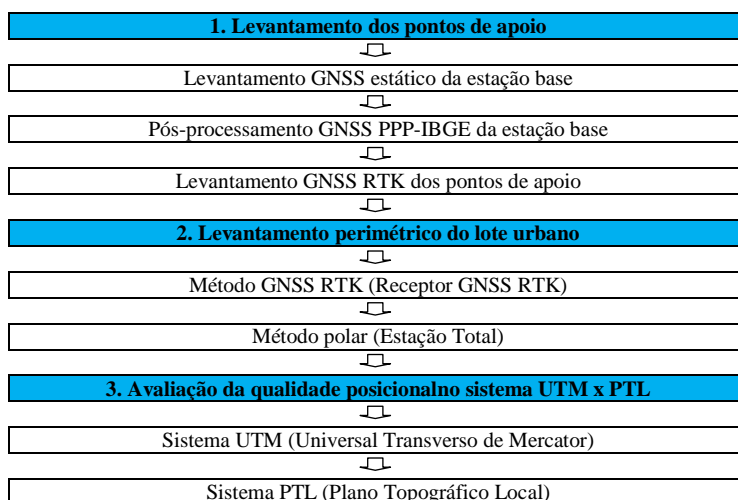 1. Levantamento dos pontos de apoio
Levantamento GNSS estático da estação base
Pós-processamento GNSS PPP-IBGE da estação base
Levantamento GNSS RTK dos pontos de apoio
2. Levantamento perimétrico do lote urbano
Método GNSS RTK (Receptor GNSS RTK)
Método polar (Estação Total)
3. Avaliação da qualidade posicionalno sistema UTM x PTL
Sistema UTM (Universal Transverso de Mercator)
Sistema PTL (Plano Topográfico Local)